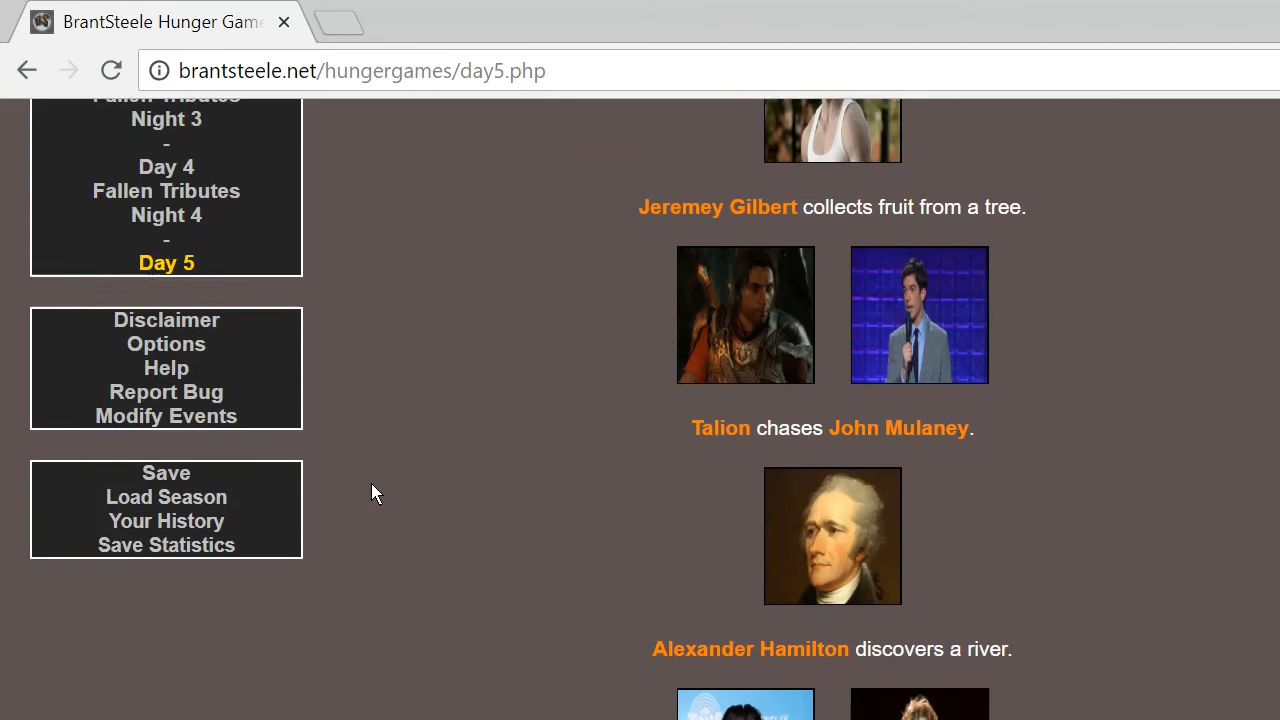 BrantSteele Hunger Game
brantsteele.net/hungergames/day5.php
Fallen Tributes
Night 3
-
Day 4
Fallen Tributes
Night 4
-
Day 5
Disclaimer
Options
Help
Report Bug
Modify Events
Save
Load Season
Your History
Save Statistics
Jeremey Gilbert collects fruit from a tree.
Talion chases John Mulaney.
Alexander Hamilton discovers a river.